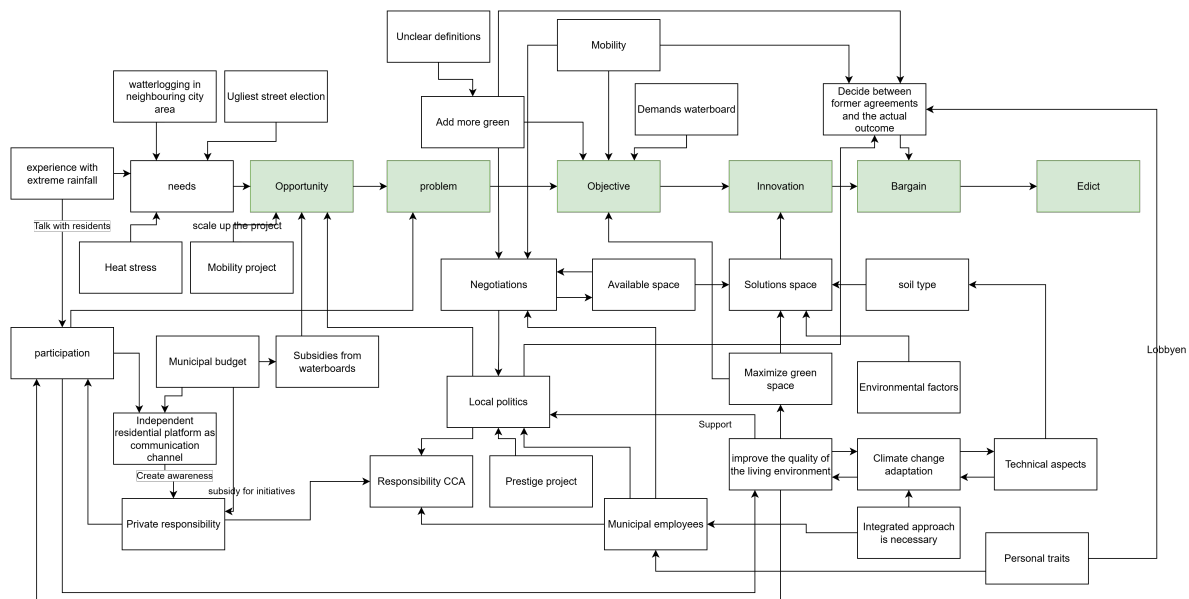 Unclear definitions
Mobility
watterlogging in
neighbouring city
area
Ugliest street election
Add more green
Demands waterboard
Decide between
former agreements
and the actual
outcome
experience with
extreme rainfall
needs
Opportunity
problem
Objective
Innovation
Bargain
Edict
Talk with residents
scale up the project
Heat stress
Mobility project
Negotiations
Available space
Solutions space
soil type
participation
Municipal budget
Subsidies from
waterboards
Lobbyen
Maximize green
space
Environmental factors
Local politics
Independent
residential platform as
communication
channel
Support
Create awareness
subsidy for initiatives
Responsibility CCA
Prestige project
improve the quality of
the living environment
Climate change
adaptation
Technical aspects
Private responsibility
Municipal employees
Integrated approach
is necessary
Personal traits